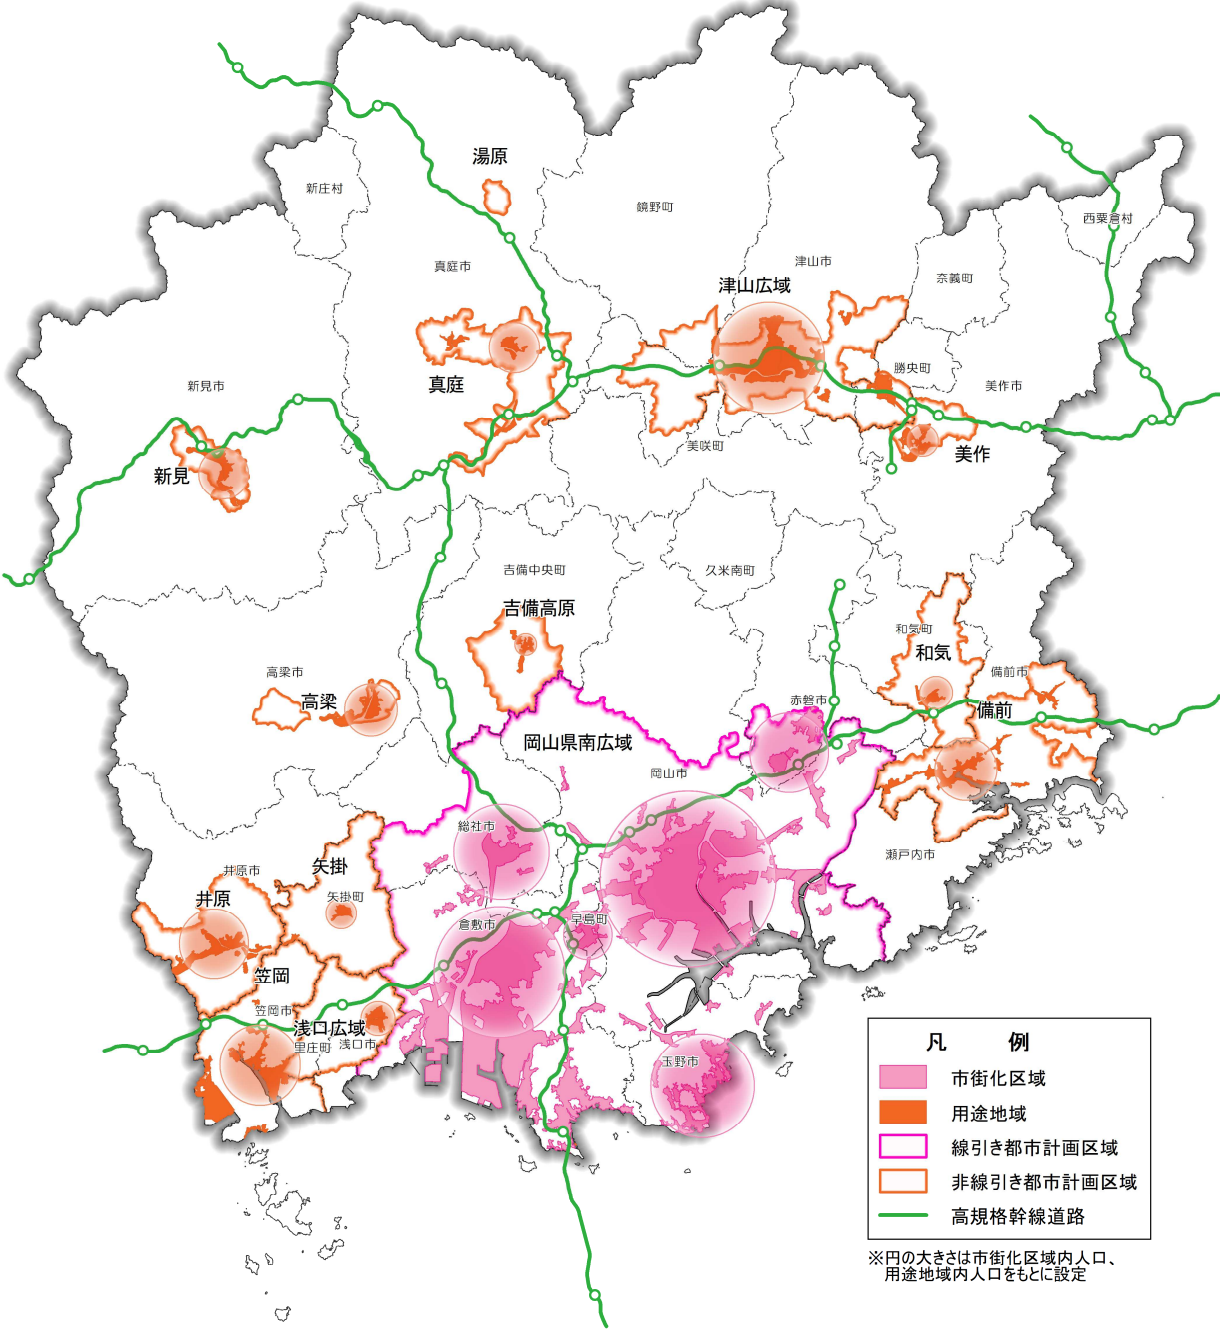 湯原
新庄村
鏡野町
西粟倉村
真庭市
津山市
奈義町
津山広域
勝央町
新見市
真庭
美作市
美咲町
美作
新見
吉備中央町
久米南町
吉備高原
和気町
和気
高梁市
備前市
高梁
赤磐市
備前
岡山県南広域
岡山市
総社市
瀬戸内市
矢掛
井原市
井原
矢掛町
倉敷市
早島町
笠岡
笠岡市
浅口広域
里庄町
浅口市
玉野市
凡 例
市街化区域
用途地域
線引き都市計画区域
非線引き都市計画区域
高規格幹線道路
※円の大きさは市街化区域内人口、
用途地域内人口をもとに設定